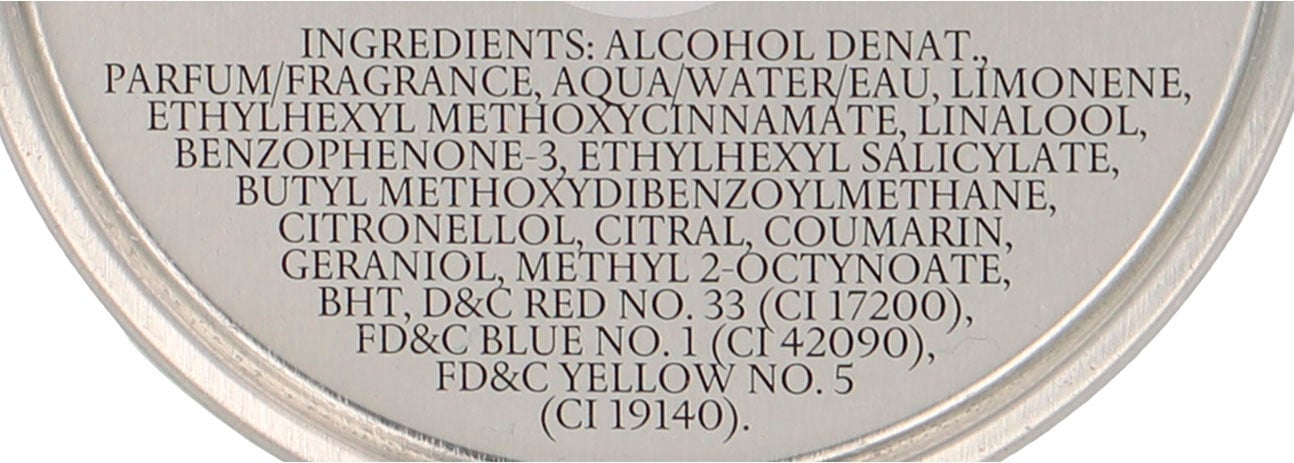 INGREDIENTS: ALCOHOL DENAT.,
PARFUM/FRAGRANCE, AQUA/WATER/EAU, LIMONENE,
ETHYLHEXYL METHOXYCINNAMATE, LINALOOL,
BENZOPHENONE-3, ETHYLHEXYL SALICYLATE,
BUTYL METHOXYDIBENZOYLMETHANE,
CITRONELLOL, CITRAL, COUMARIN,
GERANIOL, METHYL 2-OCTYNOATE,
BHT, D&C RED NO. 33 (CI 17200),
FD&C BLUE NO. 1 (CI 42090),
FD&C YELLOW NO. 5
(CI 19140).